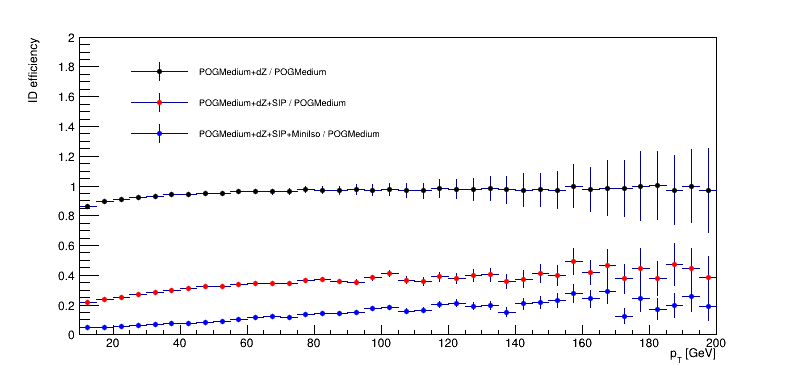 ID efficiency
2
1.8
1.6
1.4
1.2
1
0.8
0.6
0.4
0.2
0
POGMedium+dZ / POGMedium
POGMedium+dZ+SIP / POGMedium
POGMedium+dZ+SIP+MiniIso / POGMedium
20 40 60 80 100 120 140 160 180 200
p_T [GeV]